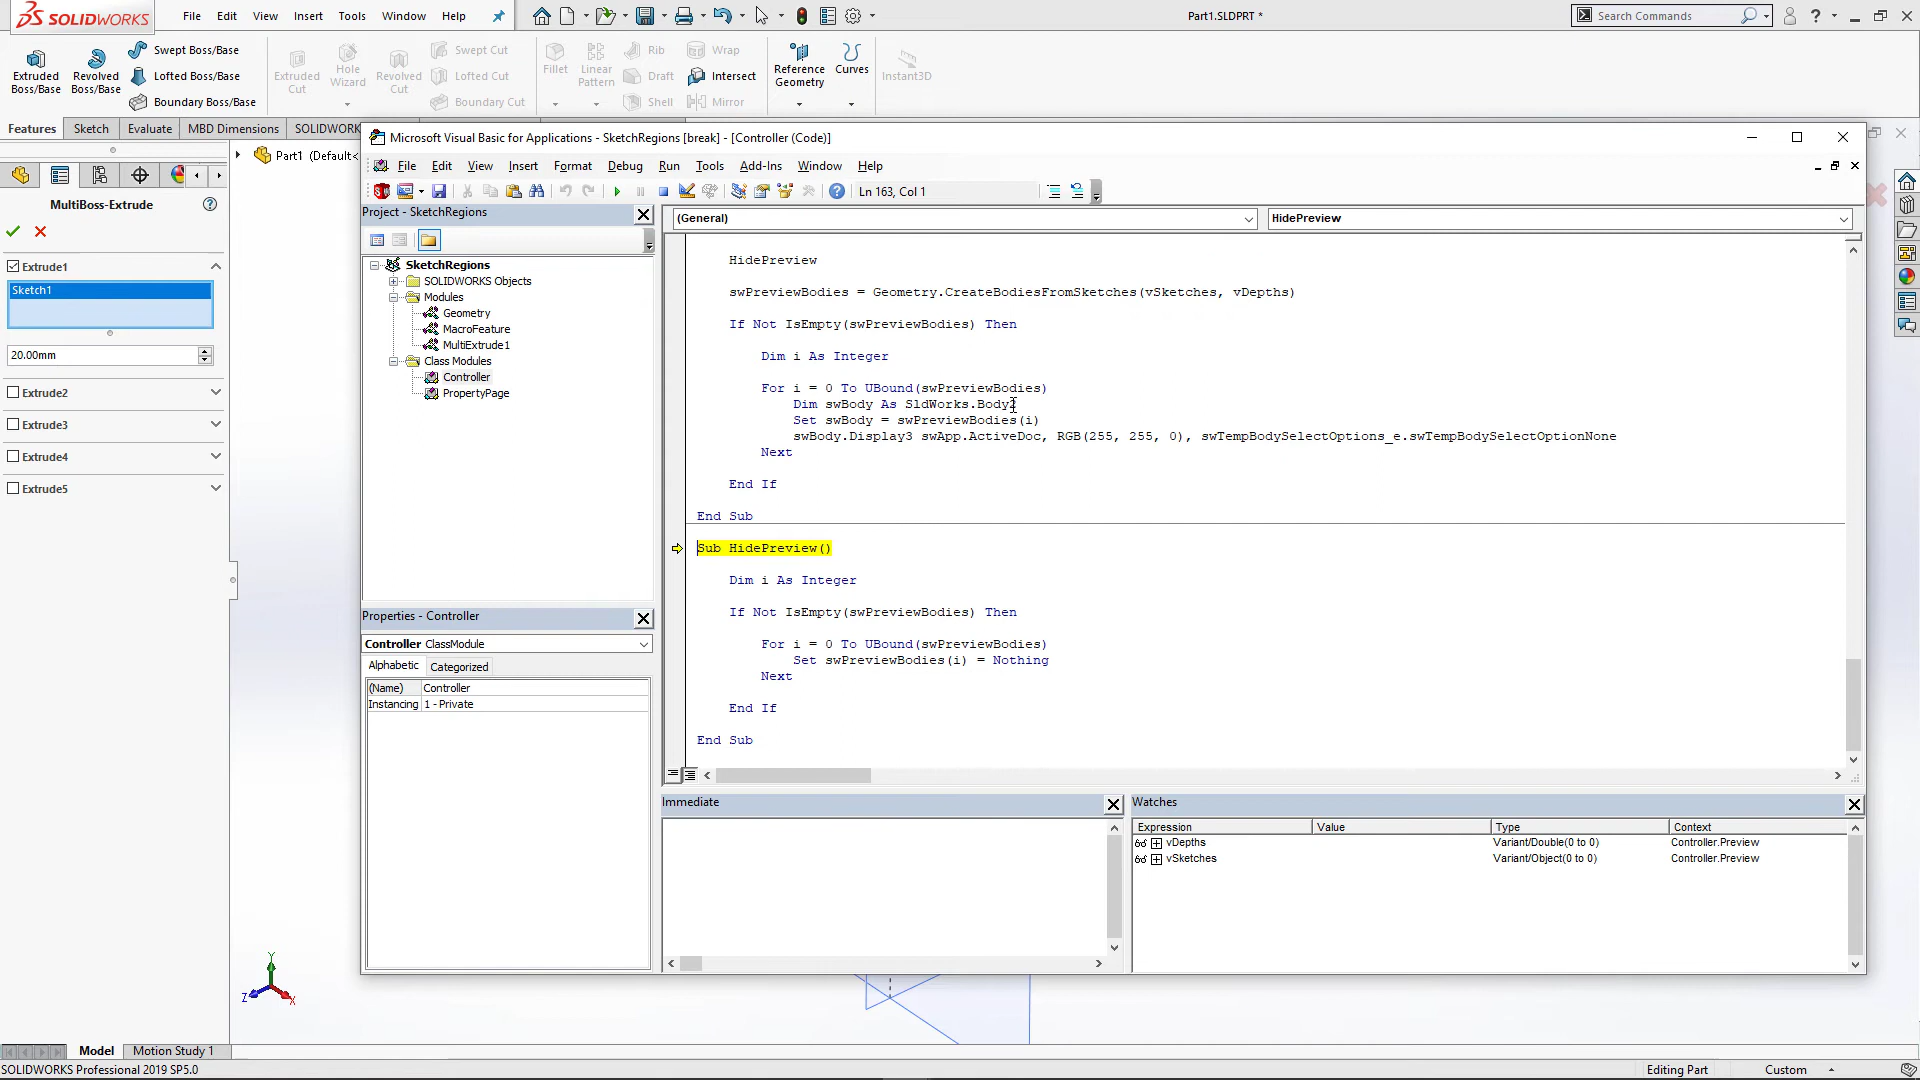 SOLIDWORKS
File Edit View Insert Tools Window Help
Part1.SLDPRT *
Search Commands
Extruded Boss/Base
Revolved Boss/Base
Swept Boss/Base
Lofted Boss/Base
Boundary Boss/Base
Extruded Cut
Hole Wizard
Revolved Cut
Swept Cut
Lofted Cut
Boundary Cut
Fillet
Linear Pattern
Rib
Draft
Shell
Wrap
Intersect
Mirror
Reference Geometry
Curves
Instant3D
Features Sketch Evaluate MBD Dimensions SOLIDWORK
Part1 (Default<
MultiBoss-Extrude
Extrude1
Sketch1
20.00mm
Extrude2
Extrude3
Extrude4
Extrude5
Microsoft Visual Basic for Applications - SketchRegions [break] - [Controller (Code)]
File Edit View Insert Format Debug Run Tools Add-Ins Window Help
Ln 163, Col 1
Project - SketchRegions
SketchRegions
SOLIDWORKS Objects
Modules
Geometry
MacroFeature
MultiExtrude1
Class Modules
Controller
PropertyPage
Properties - Controller
Controller ClassModule
Alphabetic Categorized
(Name) Controller
Instancing 1 - Private
(General) HidePreview
HidePreview
swPreviewBodies = Geometry.CreateBodiesFromSketches(vSketches, vDepths)
If Not IsEmpty(swPreviewBodies) Then
Dim i As Integer
For i = 0 To UBound(swPreviewBodies)
Dim swBody As SldWorks.Body2
Set swBody = swPreviewBodies(i)
swBody.Display3 swApp.ActiveDoc, RGB(255, 255, 0), swTempBodySelectOptions_e.swTempBodySelectOptionNone
Next
End If
End Sub
Sub HidePreview()
Dim i As Integer
If Not IsEmpty(swPreviewBodies) Then
For i = 0 To UBound(swPreviewBodies)
Set swPreviewBodies(i) = Nothing
Next
End If
End Sub
Immediate
Watches
Expression Value Type Context
vDepths Variant/Double(0 to 0) Controller.Preview
vSketches Variant/Object(0 to 0) Controller.Preview
Y
Z
X
Model Motion Study 1
SOLIDWORKS Professional 2019 SP5.0
Editing Part
Custom